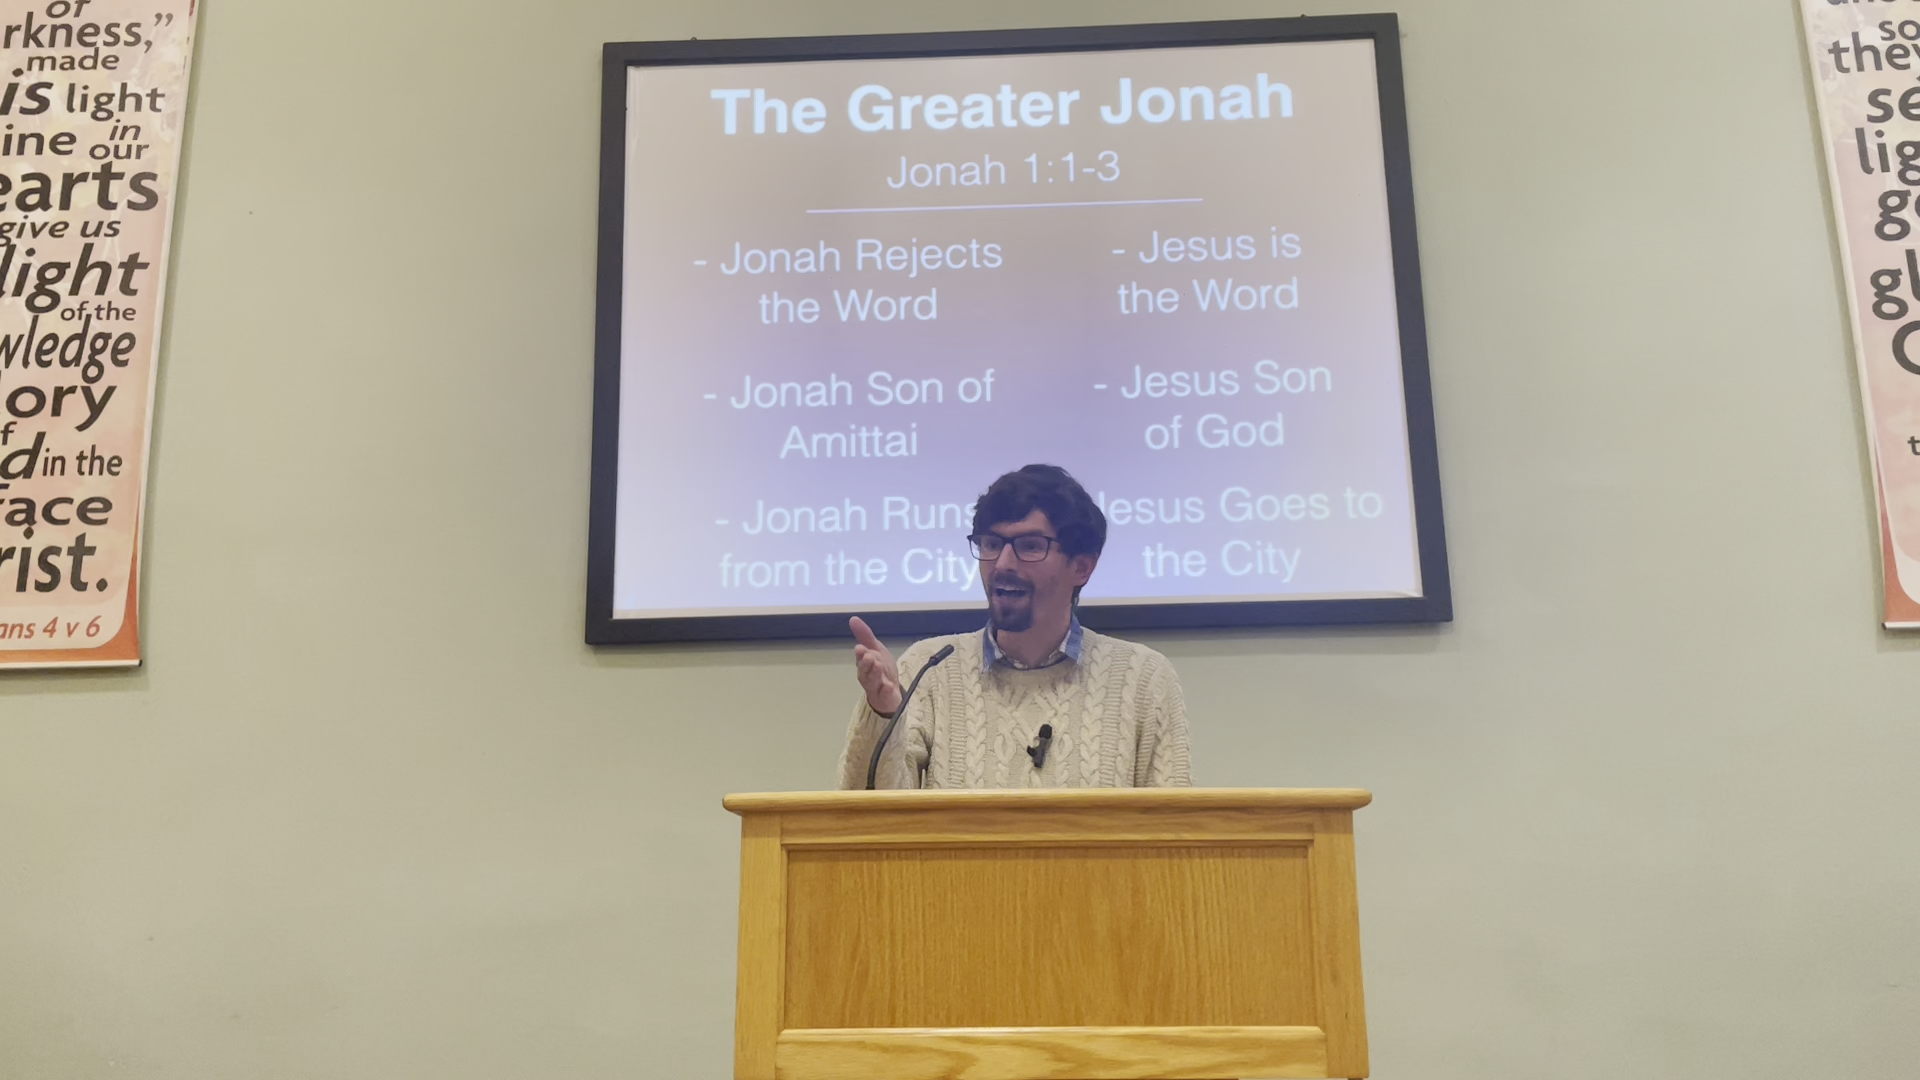 of
rkness,”
made
is light
ine in
our
earts
give us
light
of the
wledge
ory
f
d in the
face
rist.
ans 4 v 6
The Greater Jonah
Jonah 1:1-3
- Jonah Rejects
the Word
- Jesus is
the Word
- Jonah Son of
Amittai
- Jesus Son
of God
- Jonah Runs
from the City
Jesus Goes to
the City
so
they
se
lig
g
gl